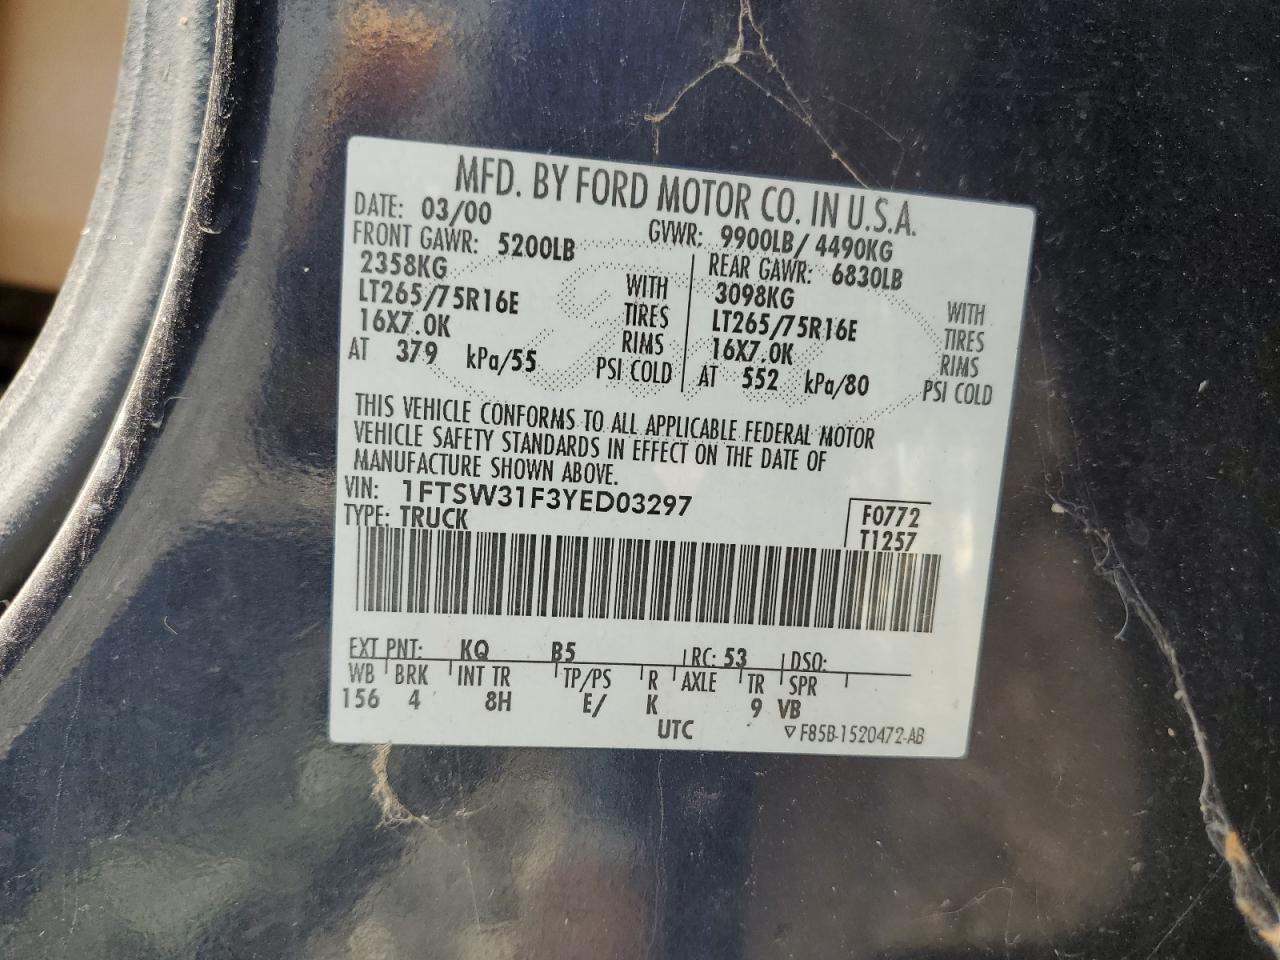 MFD. BY FORD MOTOR CO. IN U.S.A.
DATE: 03/00 GVWR: 9900LB/ 4490KG
FRONT GAWR: 5200LB REAR GAWR: 6830LB
2358KG WITH 3098KG WITH
LT265/75R16E TIRES LT265/75R16E TIRES
16X7.0K RIMS 16X7.0K RIMS
AT 379 kPa/55 PSI COLD AT 552 kPa/80 PSI COLD
THIS VEHICLE CONFORMS TO ALL APPLICABLE FEDERAL MOTOR
VEHICLE SAFETY STANDARDS IN EFFECT ON THE DATE OF
MANUFACTURE SHOWN ABOVE.
VIN: 1FTSW31F3YED03297 F0772
TYPE: TRUCK T1257
EXT PNT: KQ B5 RC: 53 DSO:
WB BRK INT TR TP/PS R AXLE TR SPR
156 4 8H E/ K 9 VB
UTC ▽F85B-1520472-AB